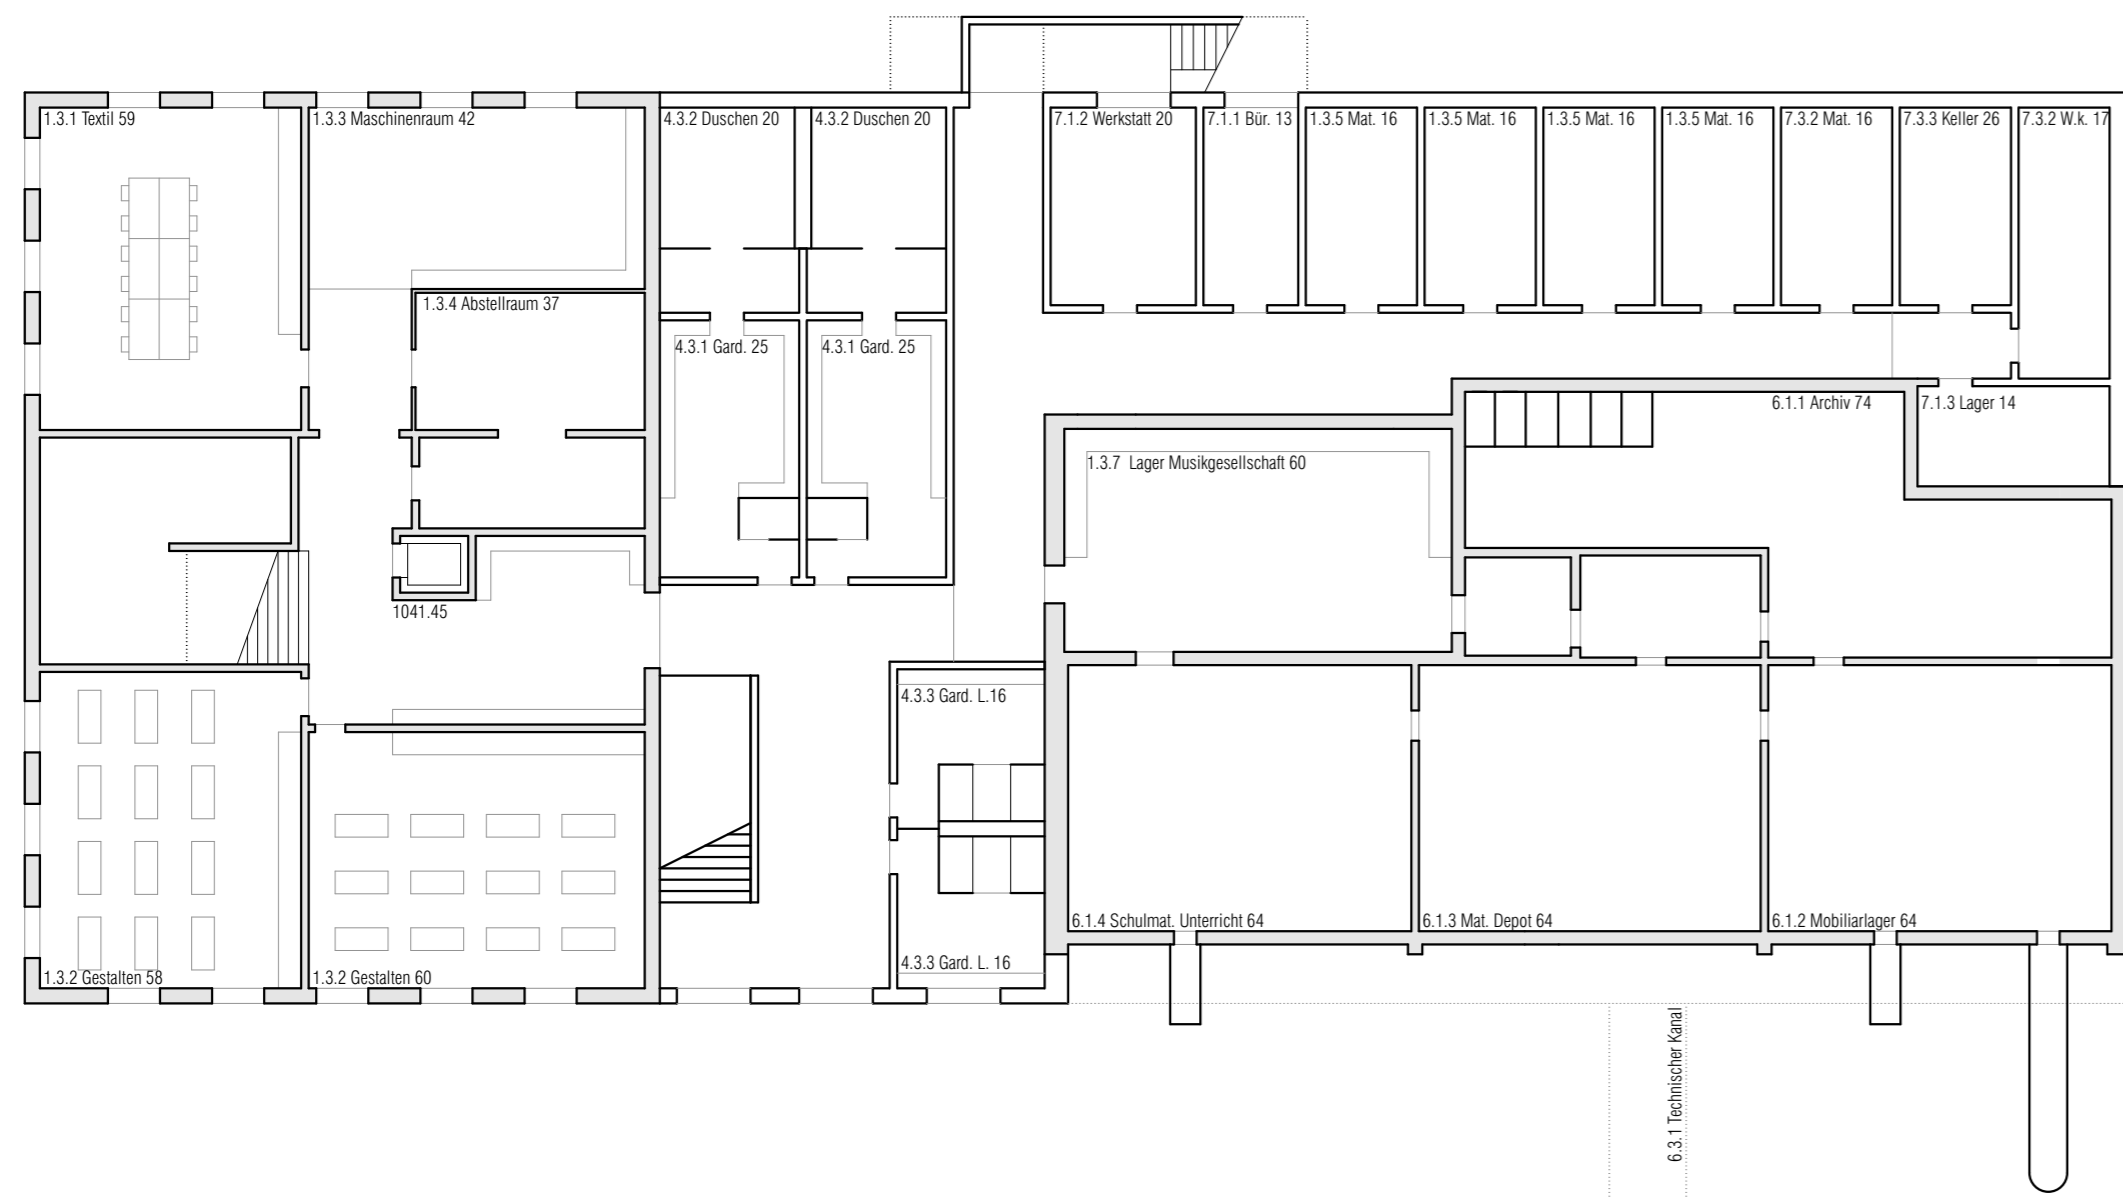 1.3.1 Textil 59
1.3.3 Maschinenraum 42
4.3.2 Duschen 20
4.3.2 Duschen 20
7.1.2 Werkstatt 20
7.1.1 Bür. 13
1.3.5 Mat. 16
1.3.5 Mat. 16
1.3.5 Mat. 16
1.3.5 Mat. 16
7.3.2 Mat. 16
7.3.3 Keller 26
7.3.2 W.k. 17
1.3.4 Abstellraum 37
4.3.1 Gard. 25
4.3.1 Gard. 25
6.1.1 Archiv 74
7.1.3 Lager 14
1.3.7 Lager Musikgesellschaft 60
1041.45
4.3.3 Gard. L.16
6.1.4 Schulmat. Unterricht 64
6.1.3 Mat. Depot 64
6.1.2 Mobiliarlager 64
4.3.3 Gard. L. 16
1.3.2 Gestalten 58
1.3.2 Gestalten 60
6.3.1 Technischer Kanal